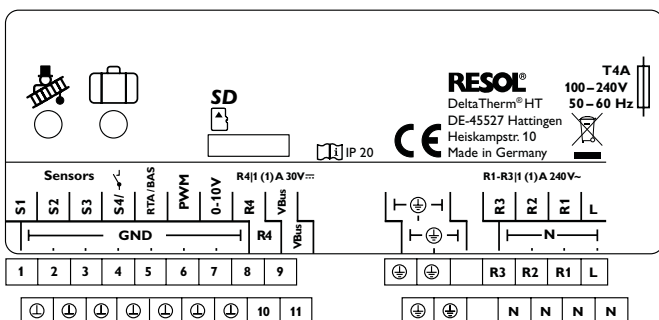 SD
IP 20
RESOL®
DeltaTherm® HT
DE-45527 Hattingen
Heiskampstr. 10
Made in Germany
T4A
100 – 240V
50 – 60 Hz
CE
Sensors
R4|1 (1) A 30V
R1-R3|1 (1) A 240V~
S1 S2 S3 S4/ RTA/BAS PWM 0-10V R4 VBus
R3 R2 R1 L
GND R4 VBus
N
1 2 3 4 5 6 7 8 9
R3 R2 R1 L
10 11
N N N N